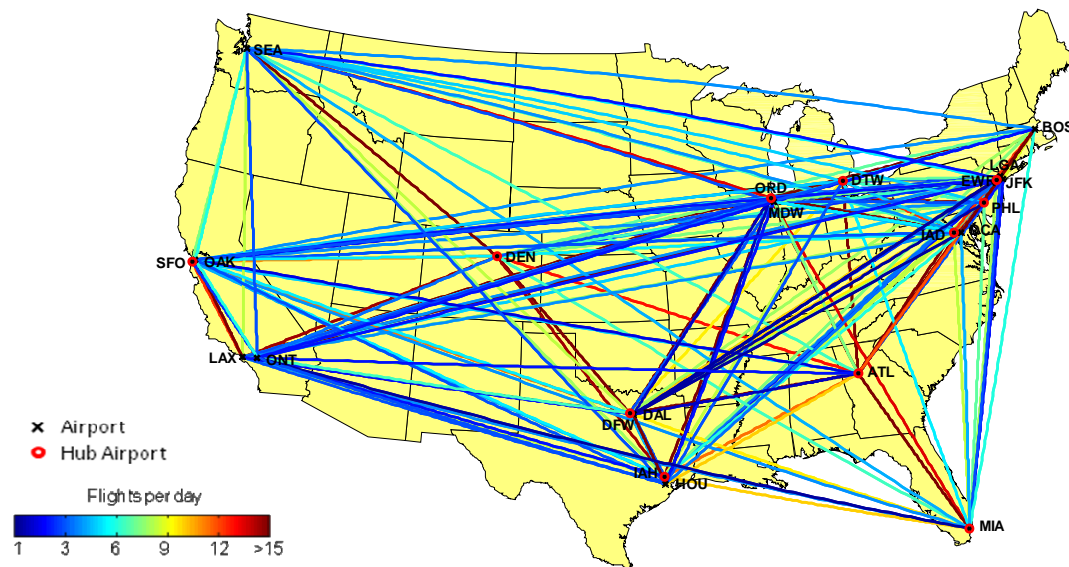 SEA
BOS
LGA
DTW
EWR JFK
ORD
MDW
PHL
DCA
IAD
DEN
SFO OAK
LAX ONT
ATL
DAL
DFW
IAH
HOU
MIA
Airport
Hub Airport
Flights per day
1 3 6 9 12 >15